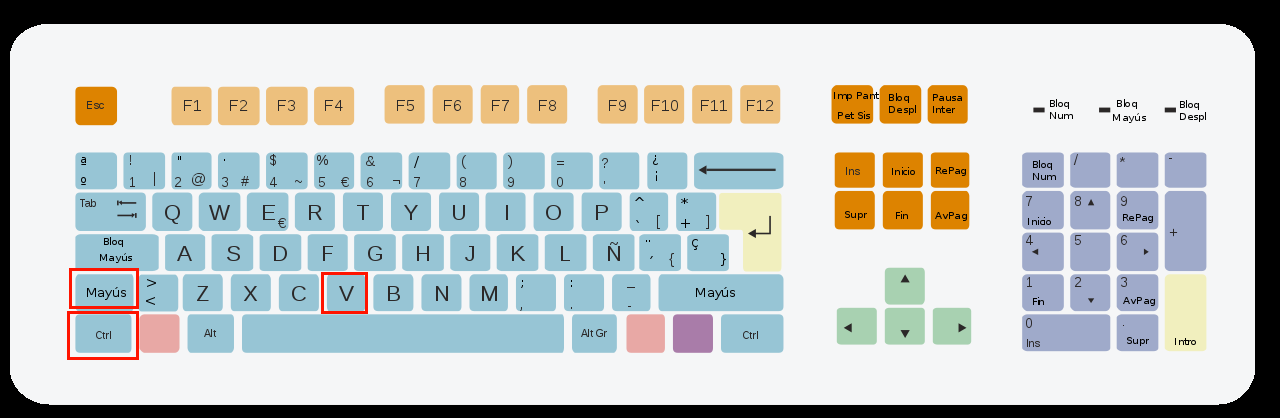 Esc F1 F2 F3 F4 F5 F6 F7 F8 F9 F10 F11 F12
Imp Pant
Pet Sis
Bloq
Despl
Pausa
Inter
Bloq
Num
Bloq
Mayús
Bloq
Despl
ª ! " · $ % & / ( ) = ? ¿
º 1 | 2 @ 3 # 4 ~ 5 € 6 ¬ 7 8 9 0 ' ¡
Ins Inicio RePag
Bloq
Num
/ * -
Tab Q W E € R T Y U I O P ^ ` [ * + ]
Supr Fin AvPag
7 8 9
Inicio RePag
+
Bloq
Mayús
A S D F G H J K L Ñ ¨ ´ { ç }
4 5 6
Mayús > < Z X C V B N M ; , : . _ - Mayús
1 2 3
Fin AvPag
Ctrl Alt Alt Gr Ctrl
0 .
Ins Supr Intro